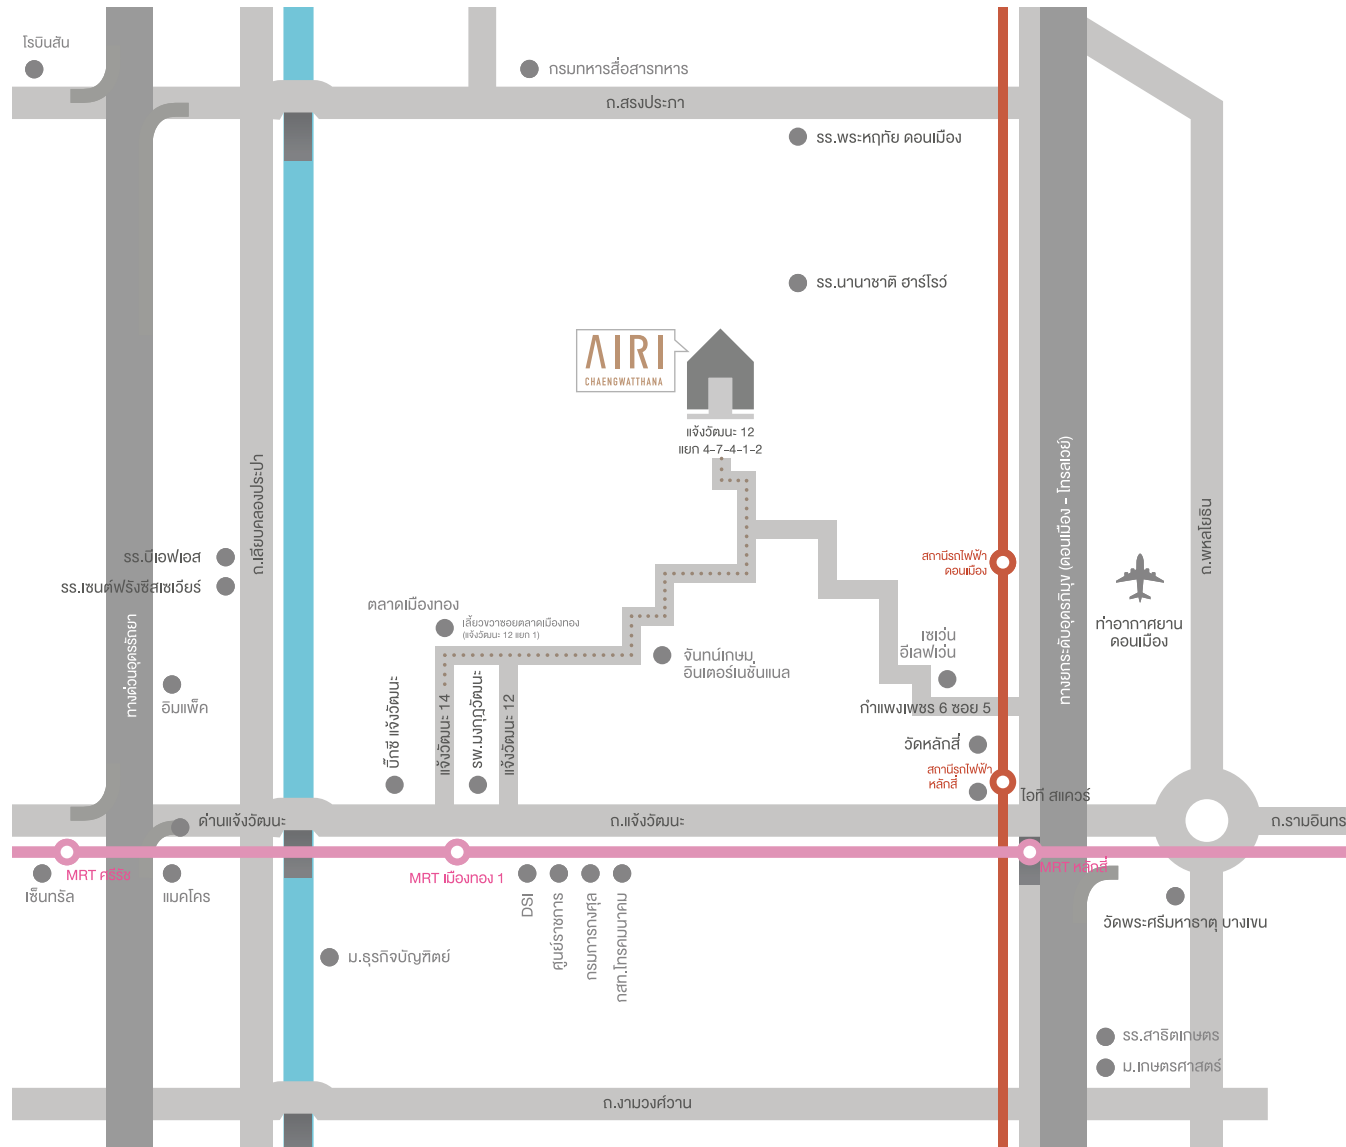 โรบินสัน
กรมทหารสื่อสารทหาร
ถ.สรงประภา
รร.พระหฤทัย ดอนเมือง
รร.นานาชาติ ฮาร์โรว์
AIRI
CHAENGWATTHANA
แจ้งวัฒนะ 12
แยก 4-7-4-1-2
ถ.เลียบคลองประปา
ทางยกระดับอุตราภิมุข (ดอนเมือง - โทรลเวย์)
ถ.พหลโยธิน
รร.บีเอฟเอส
รร.เซนต์ฟรังซีสเซเวียร์
สถานีรถไฟฟ้า
ดอนเมือง
ท่าอากาศยาน
ดอนเมือง
ตลาดเมืองทอง
เลี้ยวขวาซอยตลาดเมืองทอง
(แจ้งวัฒนะ 12 แยก 1)
จันทน์เกษม
อินเตอร์เนชั่นแนล
เซเว่น
อีเลฟเว่น
ทางด่วนอุดรรัถยา
อิมแพ็ค
บิ๊กซี แจ้งวัฒนะ
แจ้งวัฒนะ 14
รพ.มงกุฎวัฒนะ
แจ้งวัฒนะ 12
กำแพงเพชร 6 ซอย 5
วัดหลักสี่
สถานีรถไฟฟ้า
หลักสี่
ไอที สแควร์
ด่านแจ้งวัฒนะ
ถ.แจ้งวัฒนะ
ถ.รามอินทร
MRT ศรีรัช
MRT เมืองทอง 1
MRT หลักสี่
เซ็นทรัล
แมคโคร
DSI
ศูนย์ราชการ
กรมการกงศุล
กสท.โทรคมนาคม
วัดพระศรีมหาธาตุ บางเขน
ม.ธุรกิจบัญฑิตย์
รร.สาธิตเกษตร
ม.เกษตรศาสตร์
ถ.งามวงศ์วาน